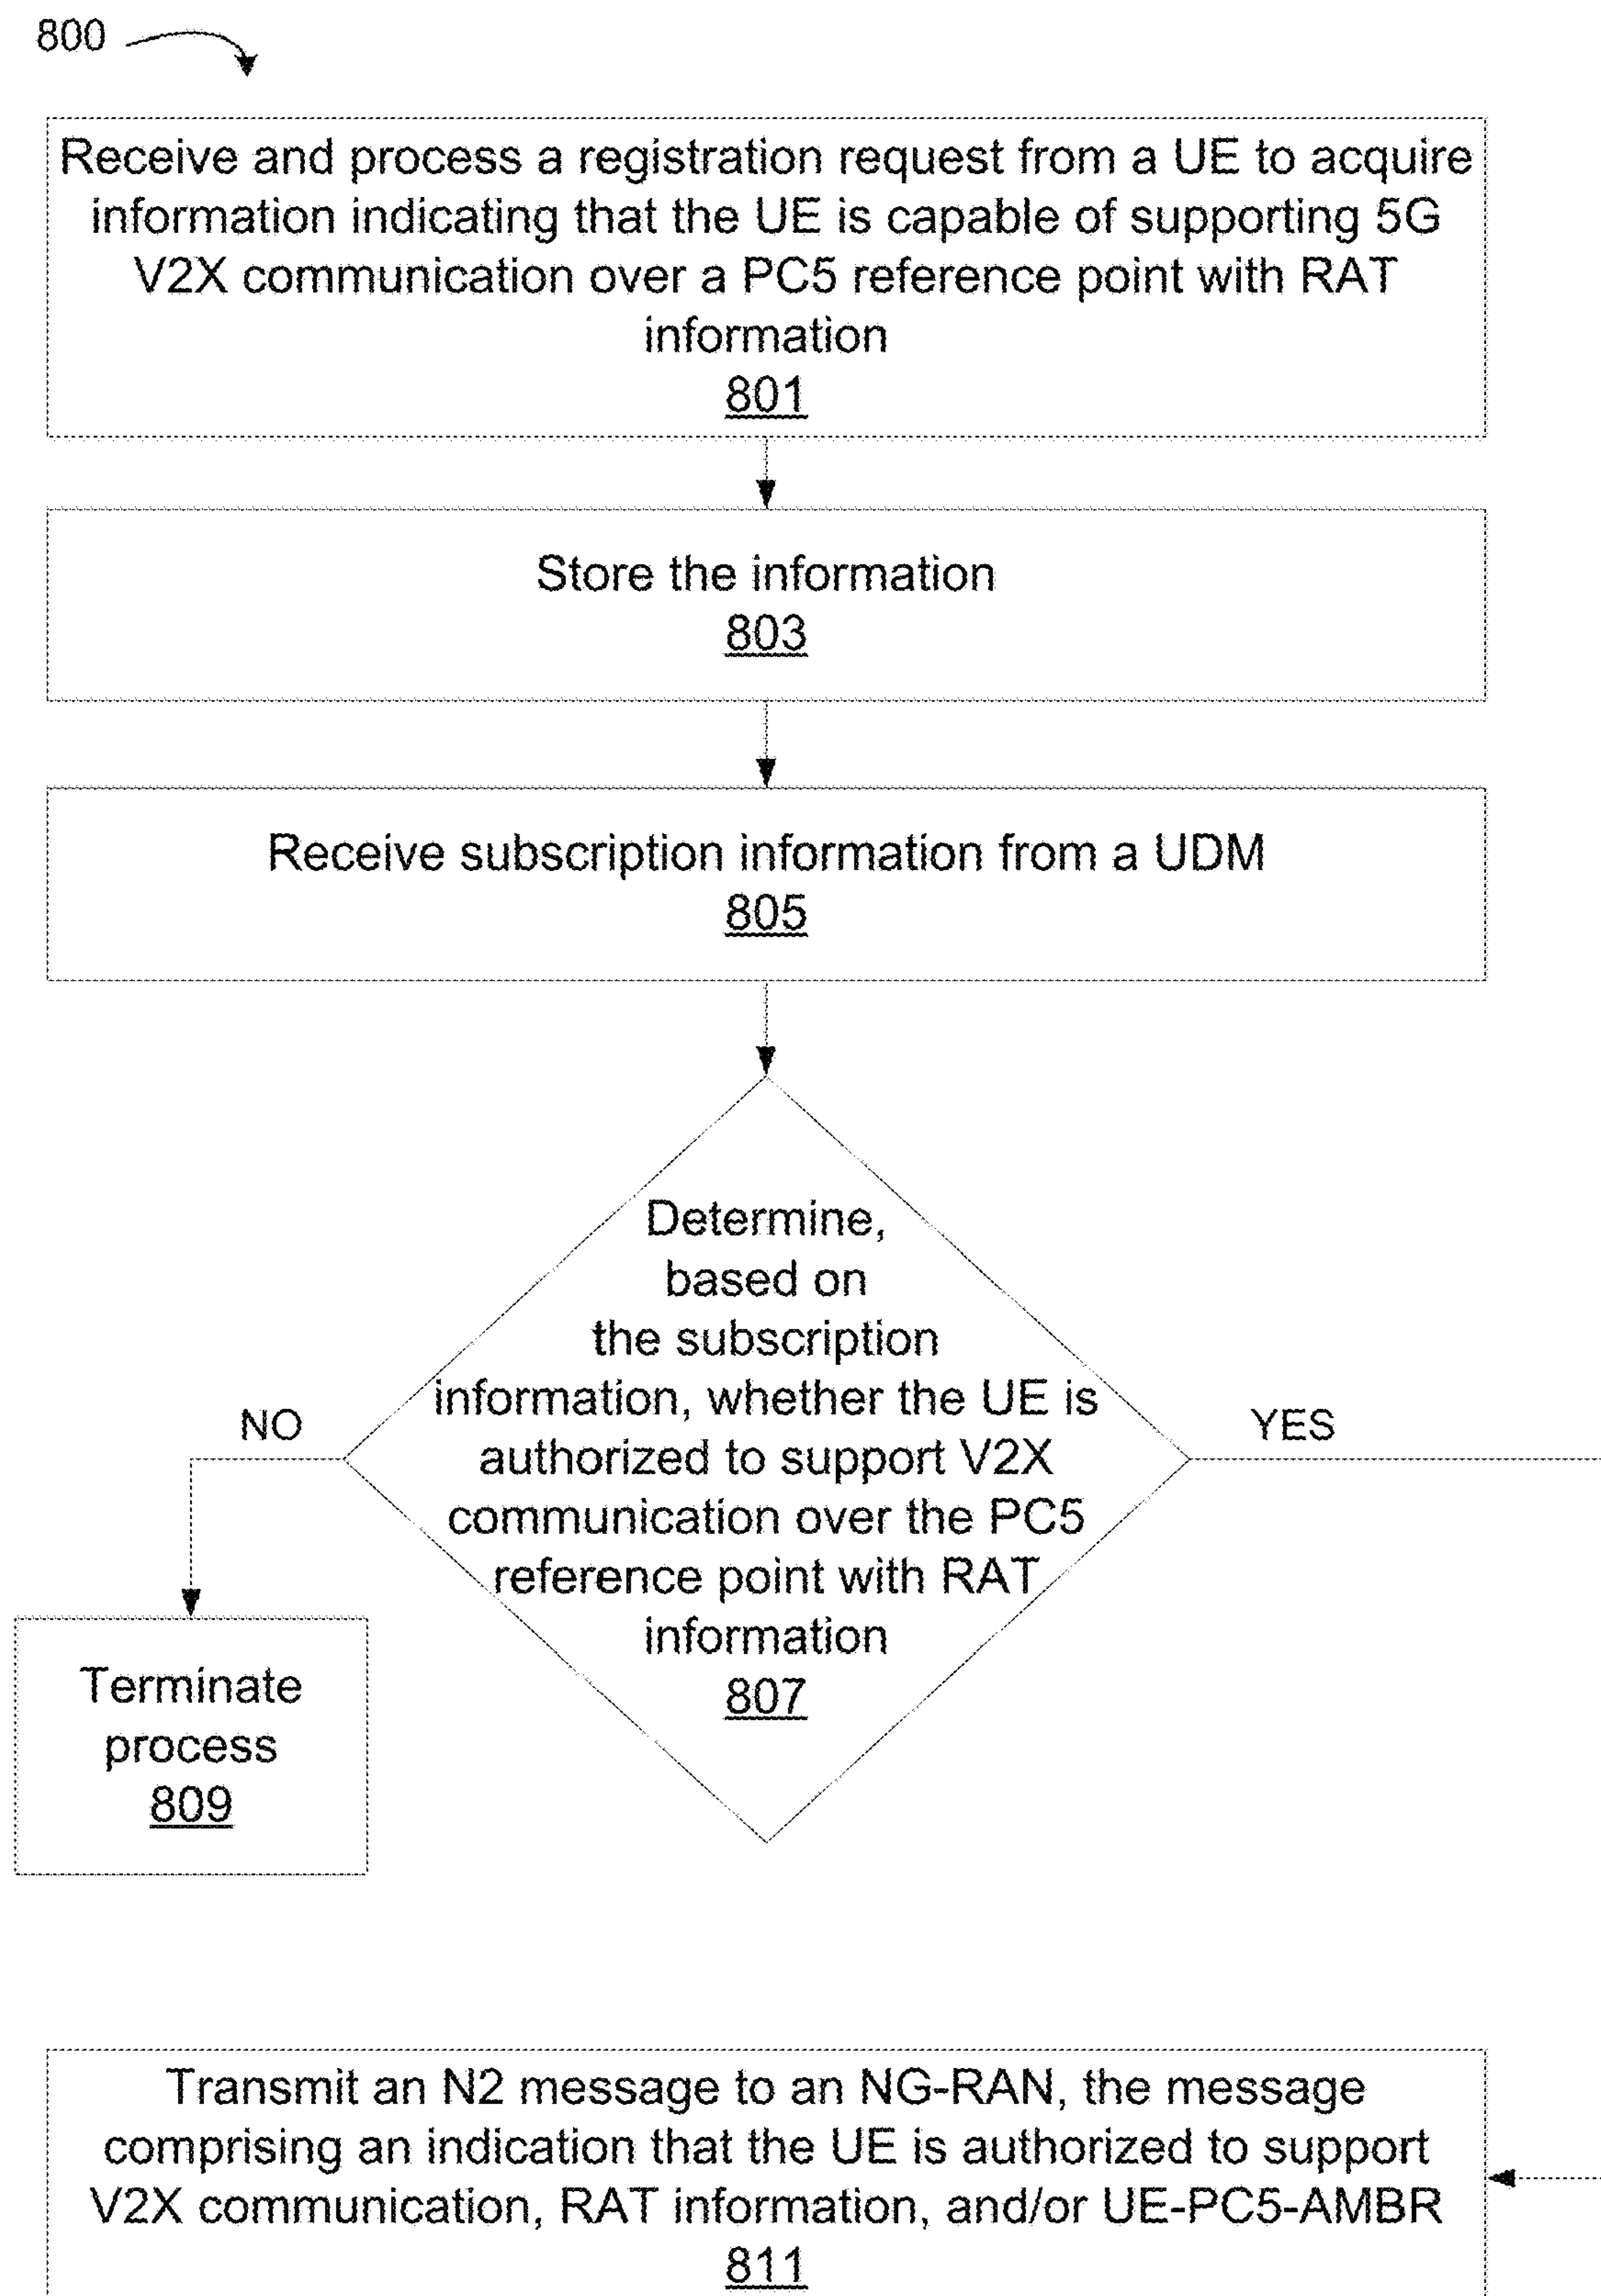 800
Receive and process a registration request from a UE to acquire
information indicating that the UE is capable of supporting 5G
V2X communication over a PC5 reference point with RAT
information
801
Store the information
803
Receive subscription information from a UDM
805
Determine,
based on
the subscription
information, whether the UE is
authorized to support V2X
communication over the PC5
reference point with RAT
information
807
NO
YES
Terminate
process
809
Transmit an N2 message to an NG-RAN, the message
comprising an indication that the UE is authorized to support
V2X communication, RAT information, and/or UE-PC5-AMBR
811